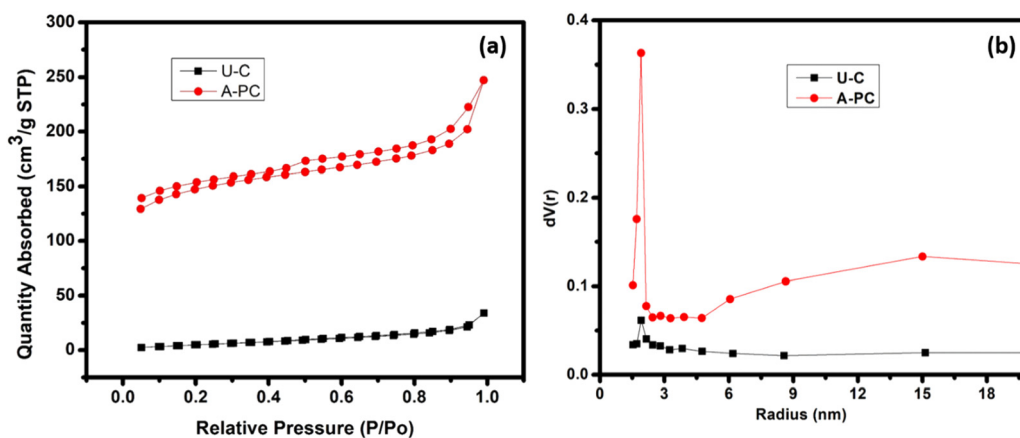 (a)
U-C
A-PC
Quantity Absorbed (cm³/g STP)
300
250
200
150
100
50
0
0.0 0.2 0.4 0.6 0.8 1.0
Relative Pressure (P/Po)
(b)
U-C
A-PC
dV(r)
0.4
0.3
0.2
0.1
0.0
0 3 6 9 12 15 18
Radius (nm)